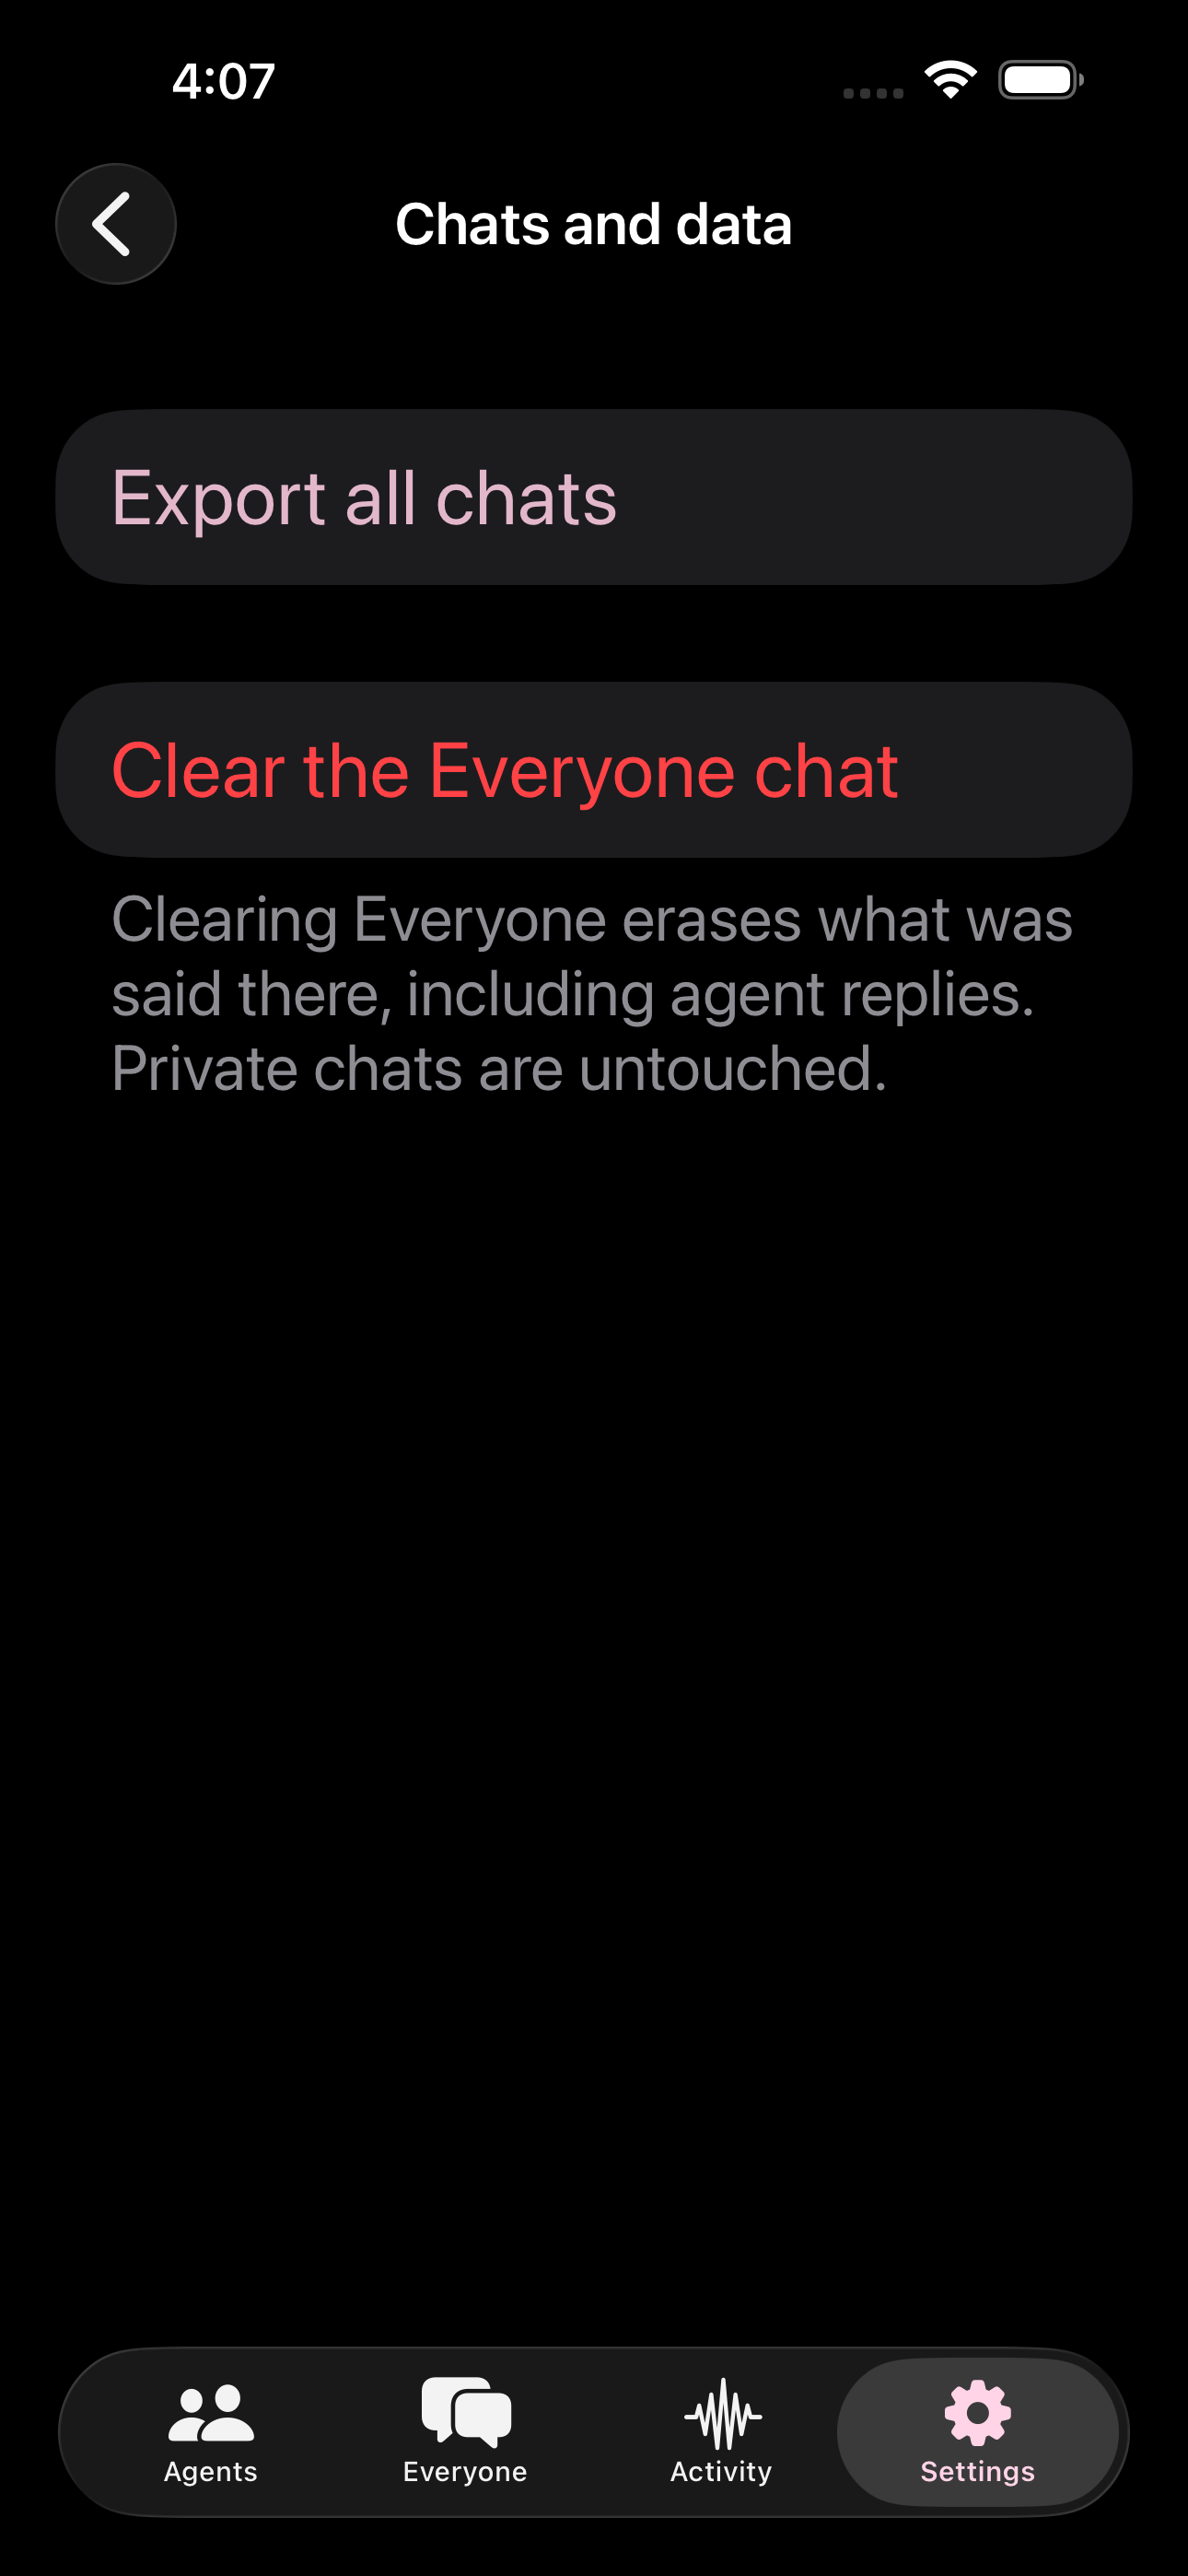 4:07
Chats and data
Export all chats
Clear the Everyone chat
Clearing Everyone erases what was
said there, including agent replies.
Private chats are untouched.
Agents
Everyone
Activity
Settings